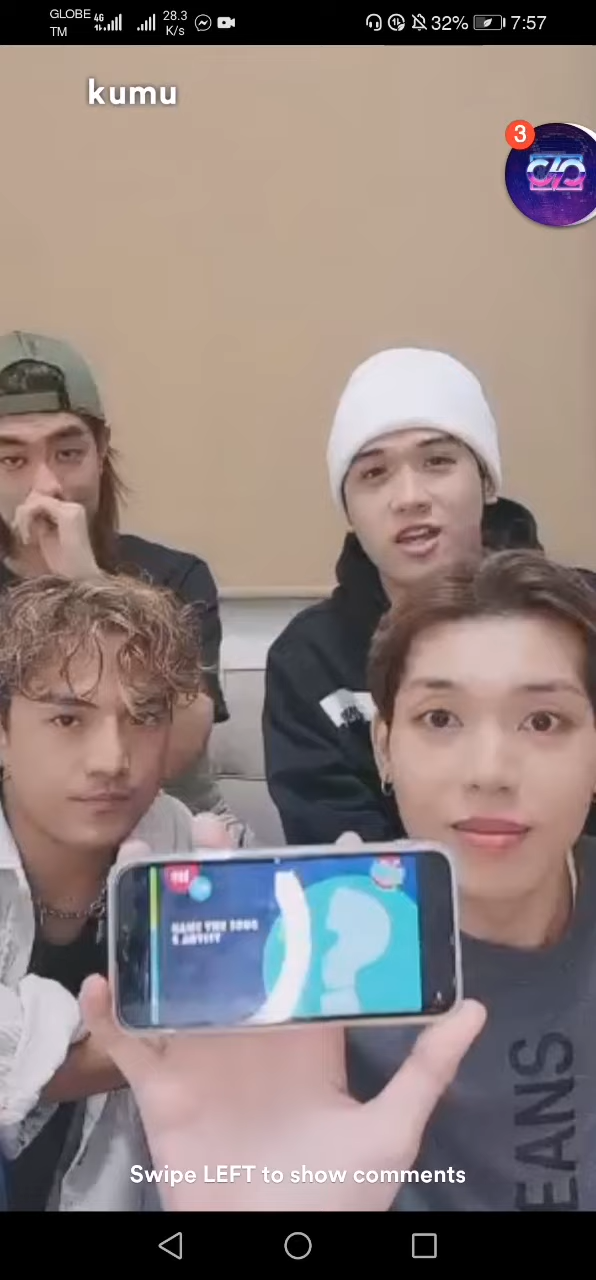 GLOBE
TM
4G
28.3
K/s
32%
7:57
kumu
3
NAME THE SONG
& ARTIST
EANS
Swipe LEFT to show comments